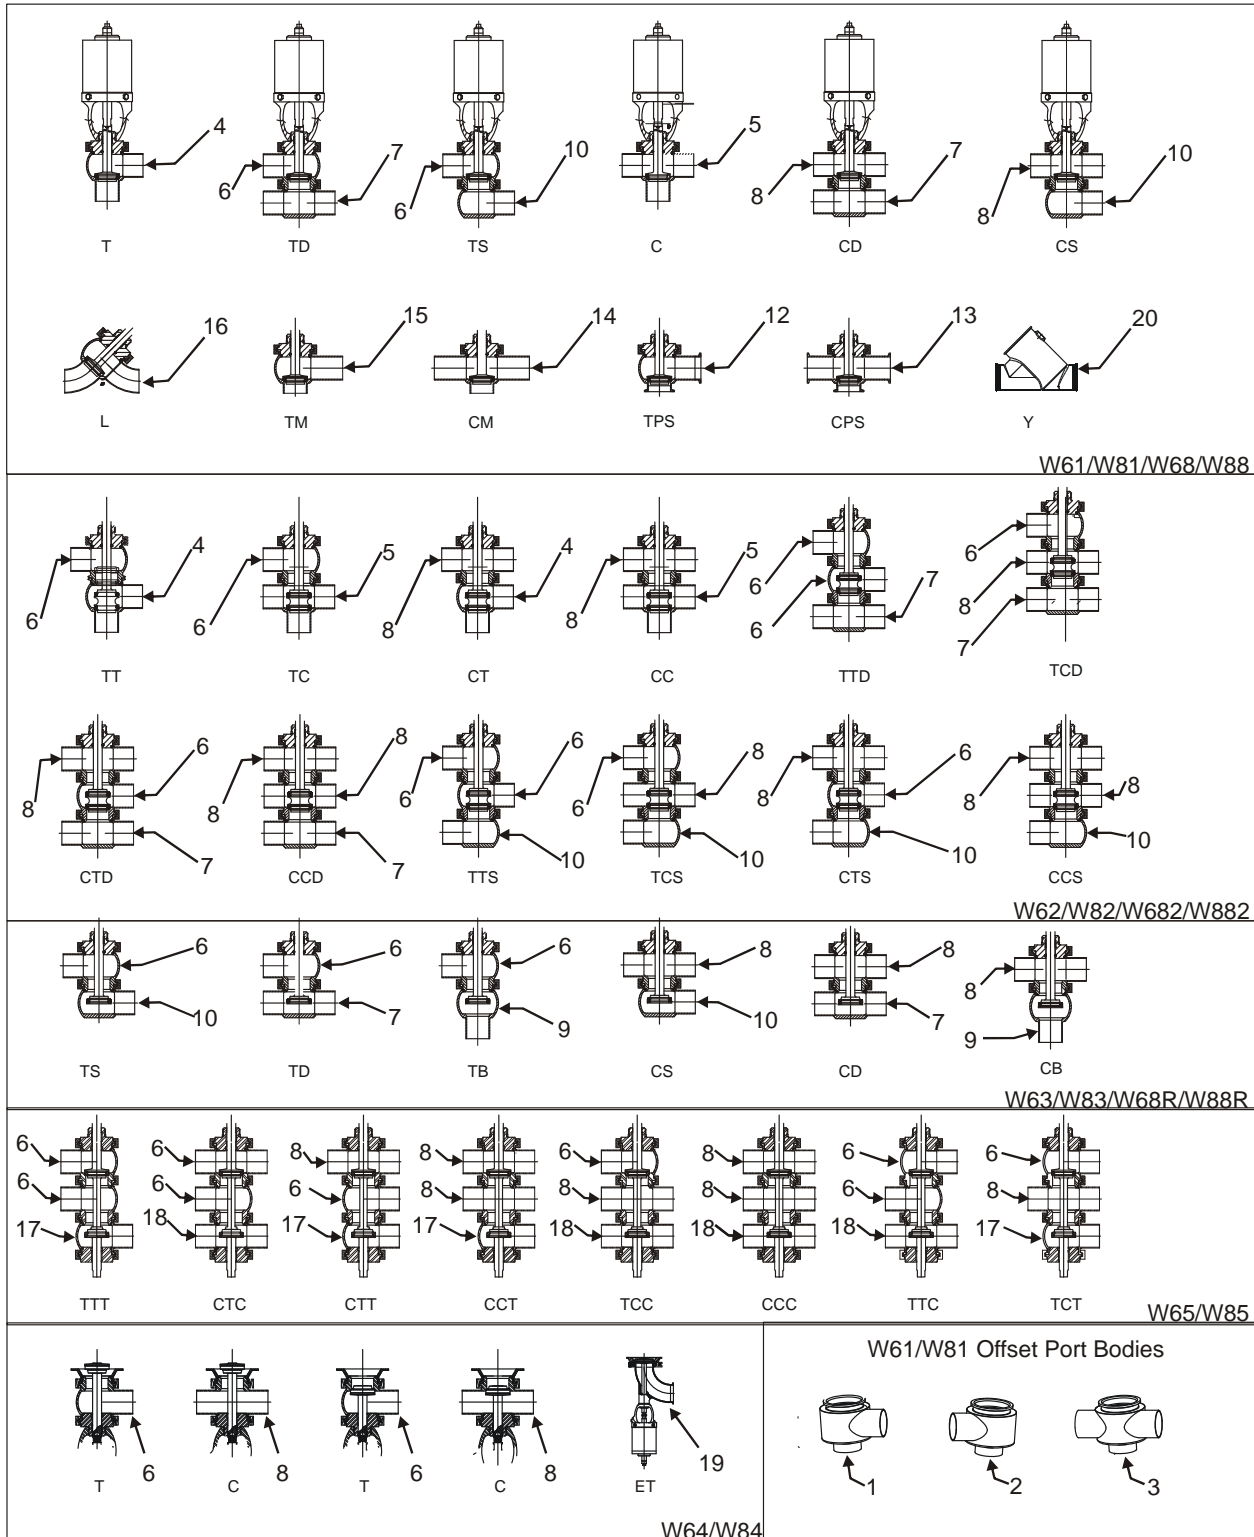 4
6
7
6
10
5
8
7
8
10
T
TD
TS
C
CD
CS
16
15
14
12
13
20
L
TM
CM
TPS
CPS
Y
W61/W81/W68/W88
6
4
6
5
8
4
8
5
6
6
7
6
8
7
TT
TC
CT
CC
TTD
TCD
8
6
7
8
8
7
6
6
10
6
8
10
8
6
10
8
8
10
CTD
CCD
TTS
TCS
CTS
CCS
W62/W82/W682/W882
6
10
6
7
6
9
8
10
8
7
8
9
TS
TD
TB
CS
CD
CB
W63/W83/W68R/W88R
6
6
17
6
6
18
8
6
17
8
8
17
6
8
18
8
8
18
6
6
18
6
8
17
TTT
CTC
CTT
CCT
TCC
CCC
TTC
TCT
W65/W85
6
8
6
8
19
T
C
T
C
ET
W64/W84
W61/W81 Offset Port Bodies
1
2
3